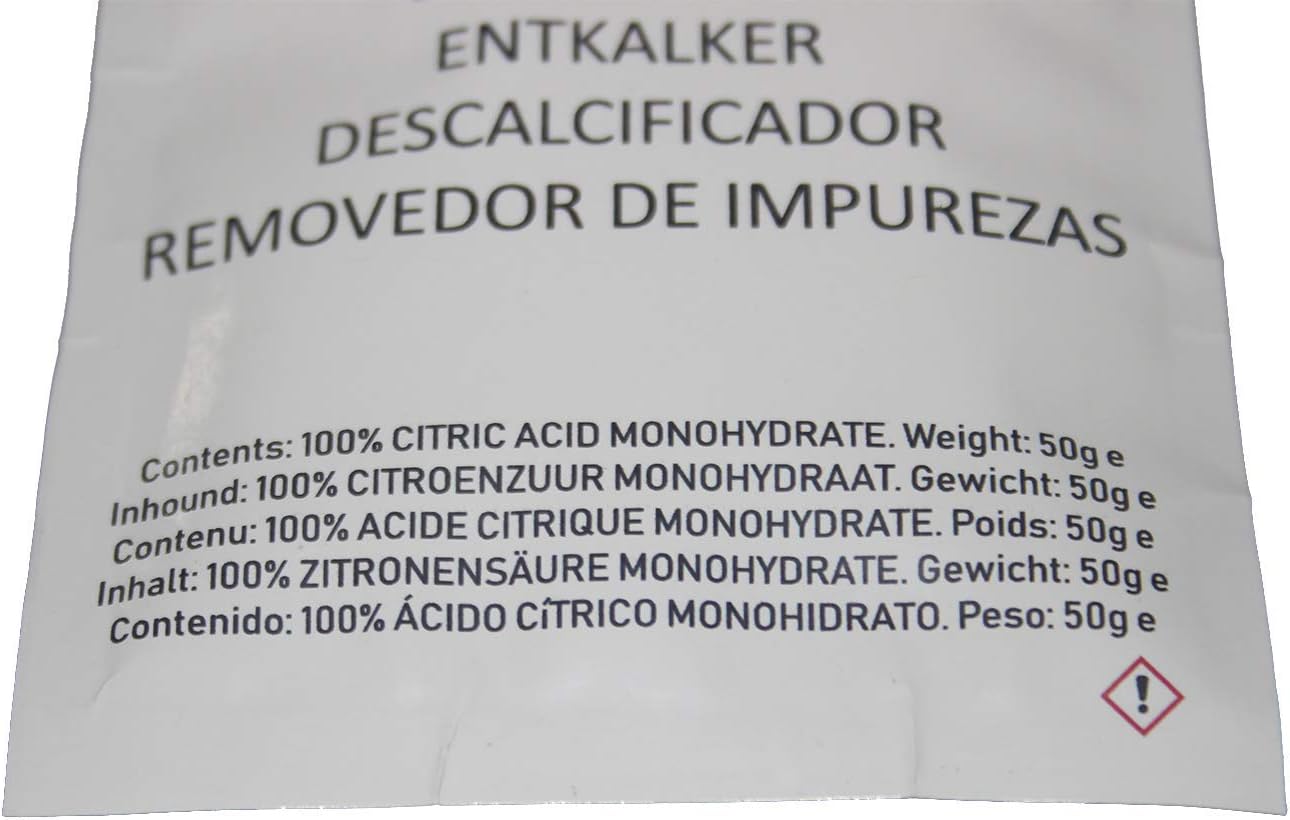 ENTKALKER
DESCALCIFICADOR
REMOVEDOR DE IMPUREZAS
Contents: 100% CITRIC ACID MONOHYDRATE. Weight: 50g e
Inhound: 100% CITROENZUUR MONOHYDRAAT. Gewicht: 50g e
Contenu: 100% ACIDE CITRIQUE MONOHYDRATE. Poids: 50g e
Inhalt: 100% ZITRONENSÄURE MONOHYDRATE. Gewicht: 50g e
Contenido: 100% ÁCIDO CíTRICO MONOHIDRATO. Peso: 50g e
!